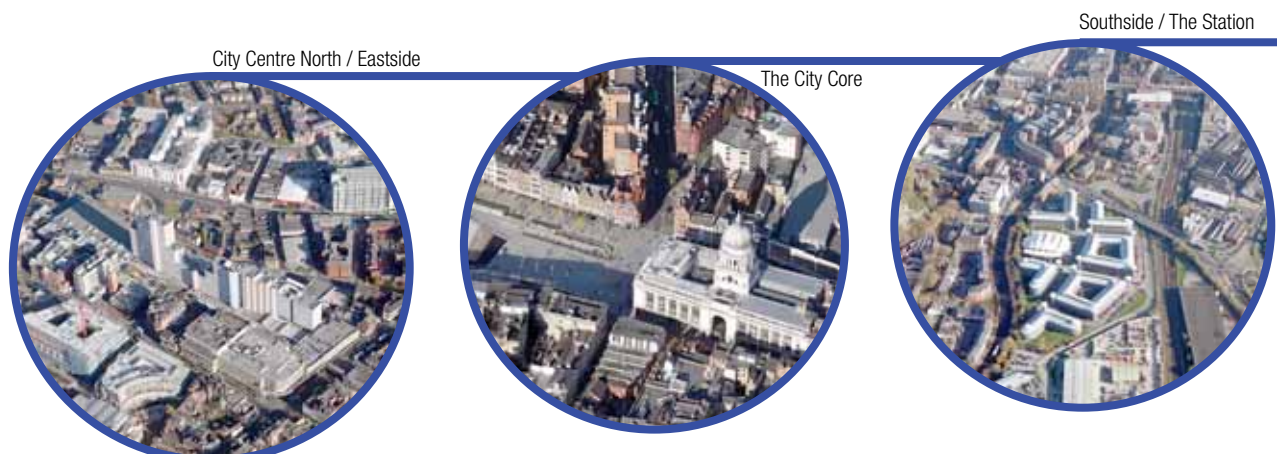 City Centre North / Eastside
The City Core
Southside / The Station